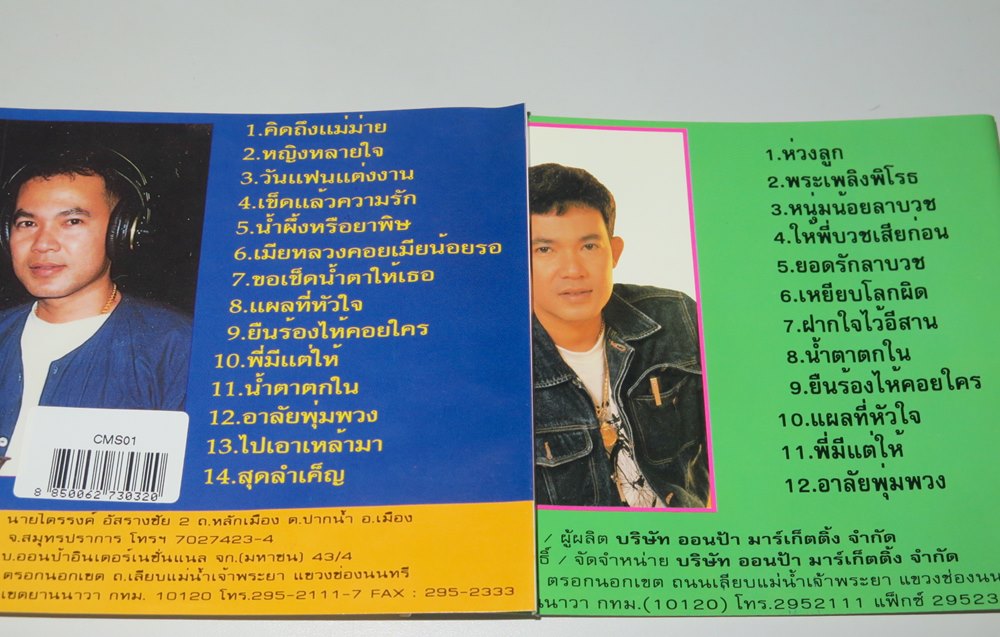 1.คิดถึงแม่ม่าย
2.หญิงหลายใจ
3.วันแฟนแต่งงาน
4.เข็ดแล้วความรัก
5.น้ำผึ้งหรือยาพิษ
6.เมียหลวงคอยเมียน้อยรอ
7.ขอเช็ดน้ำตาให้เธอ
8.แผลที่หัวใจ
9.ยืนร้องไห้คอยใคร
10.พี่มีแต่ให้
11.น้ำตาตกใน
12.อาลัยพุ่มพวง
13.ไปเอาเหล้ามา
14.สุดลำเค็ญ
CMS01
8 850062 730320
นายไตรรงค์ อัสรางชัย 2 ถ.หลักเมือง ต.ปากน้ำ อ.เมือง
จ.สมุทรปราการ โทรฯ 7027423-4
บ.ออนป้าอินเตอร์เนชั่นแนล จก.(มหาชน) 43/4
ตรอกนอกเขต ถ.เลียบแม่น้ำเจ้าพระยา แขวงช่องนนทรี
เขตยานนาวา กทม. 10120 โทร.295-2111-7 FAX : 295-2333
1.ห่วงลูก
2.พระเพลิงพิโรธ
3.หนุ่มน้อยลาบวช
4.ให้พี่บวชเสียก่อน
5.ยอดรักลาบวช
6.เหยียบโลกผิด
7.ฝากใจไว้อีสาน
8.น้ำตาตกใน
9.ยืนร้องไห้คอยใคร
10.แผลที่หัวใจ
11.พี่มีแต่ให้
12.อาลัยพุ่มพวง
/ ผู้ผลิต บริษัท ออนป้า มาร์เก็ตติ้ง จำกัด
/ จัดจำหน่าย บริษัท ออนป้า มาร์เก็ตติ้ง จำกัด
ตรอกนอกเขต ถนนเลียบแม่น้ำเจ้าพระยา แขวงช่องนน
นาวา กทม.(10120) โทร.2952111 แฟ็กซ์ 29523